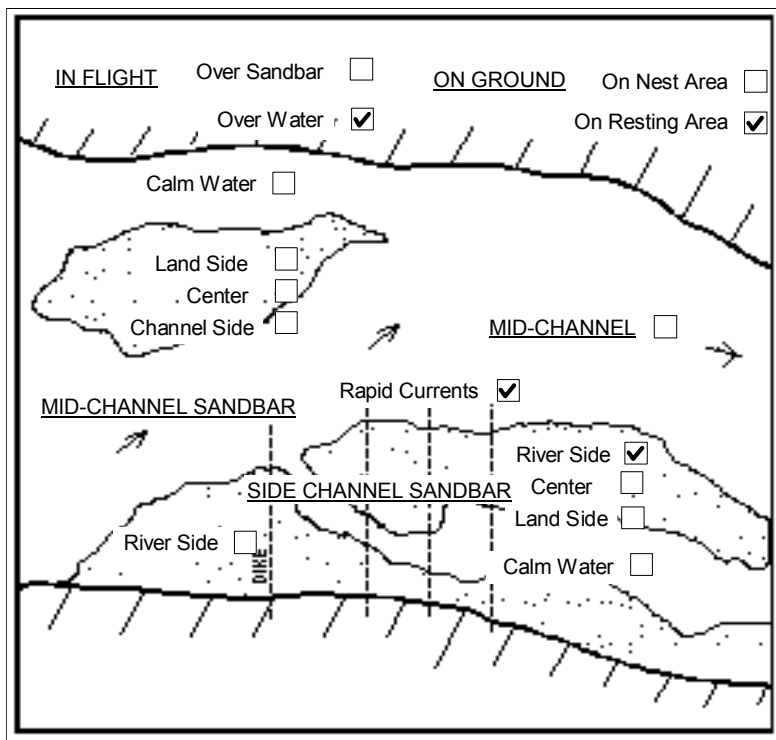 IN FLIGHT Over Sandbar ON GROUND On Nest Area
Over Water On Resting Area
Calm Water
Land Side
Center
Channel Side MID-CHANNEL
Rapid Currents
MID-CHANNEL SANDBAR
River Side
SIDE CHANNEL SANDBAR Center
Land Side
River Side
DIKE
Calm Water